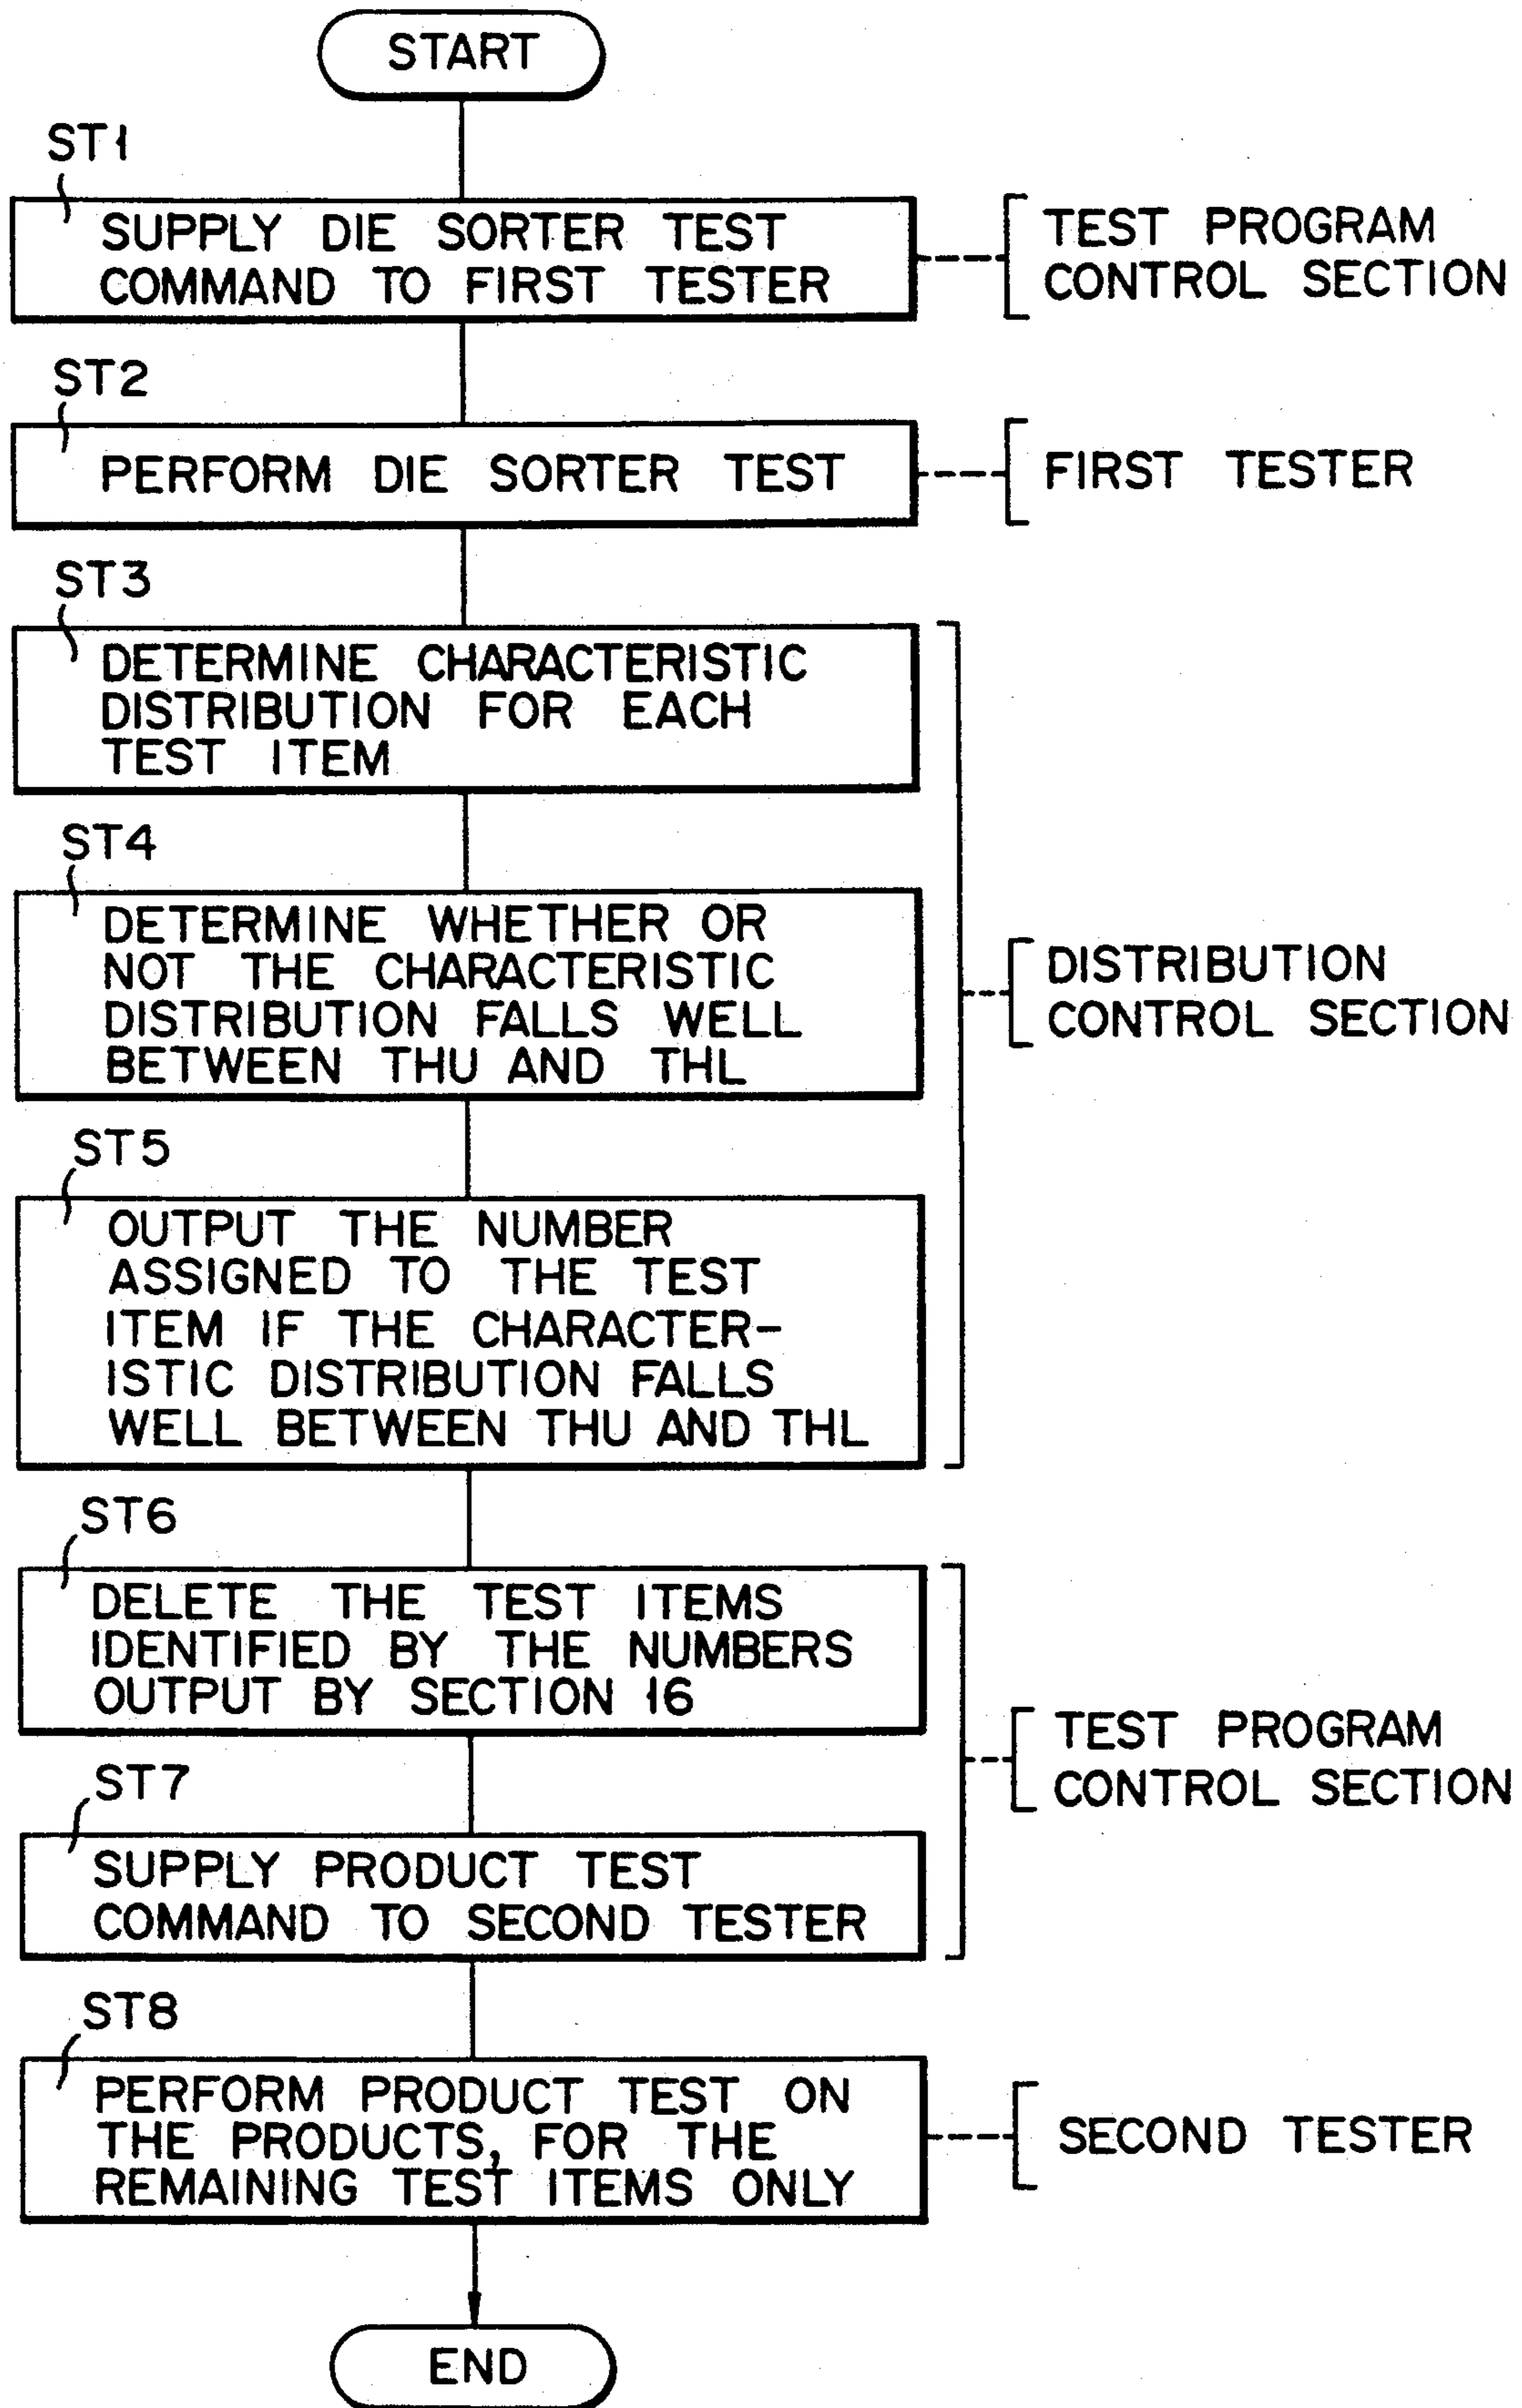 START
ST1
SUPPLY DIE SORTER TEST
COMMAND TO FIRST TESTER
TEST PROGRAM
CONTROL SECTION
ST2
PERFORM DIE SORTER TEST
FIRST TESTER
ST3
DETERMINE CHARACTERISTIC
DISTRIBUTION FOR EACH
TEST ITEM
ST4
DETERMINE WHETHER OR
NOT THE CHARACTERISTIC
DISTRIBUTION FALLS WELL
BETWEEN THU AND THL
DISTRIBUTION
CONTROL SECTION
ST5
OUTPUT THE NUMBER
ASSIGNED TO THE TEST
ITEM IF THE CHARACTER-
ISTIC DISTRIBUTION FALLS
WELL BETWEEN THU AND THL
ST6
DELETE THE TEST ITEMS
IDENTIFIED BY THE NUMBERS
OUTPUT BY SECTION 16
TEST PROGRAM
CONTROL SECTION
ST7
SUPPLY PRODUCT TEST
COMMAND TO SECOND TESTER
ST8
PERFORM PRODUCT TEST ON
THE PRODUCTS, FOR THE
REMAINING TEST ITEMS ONLY
SECOND TESTER
END